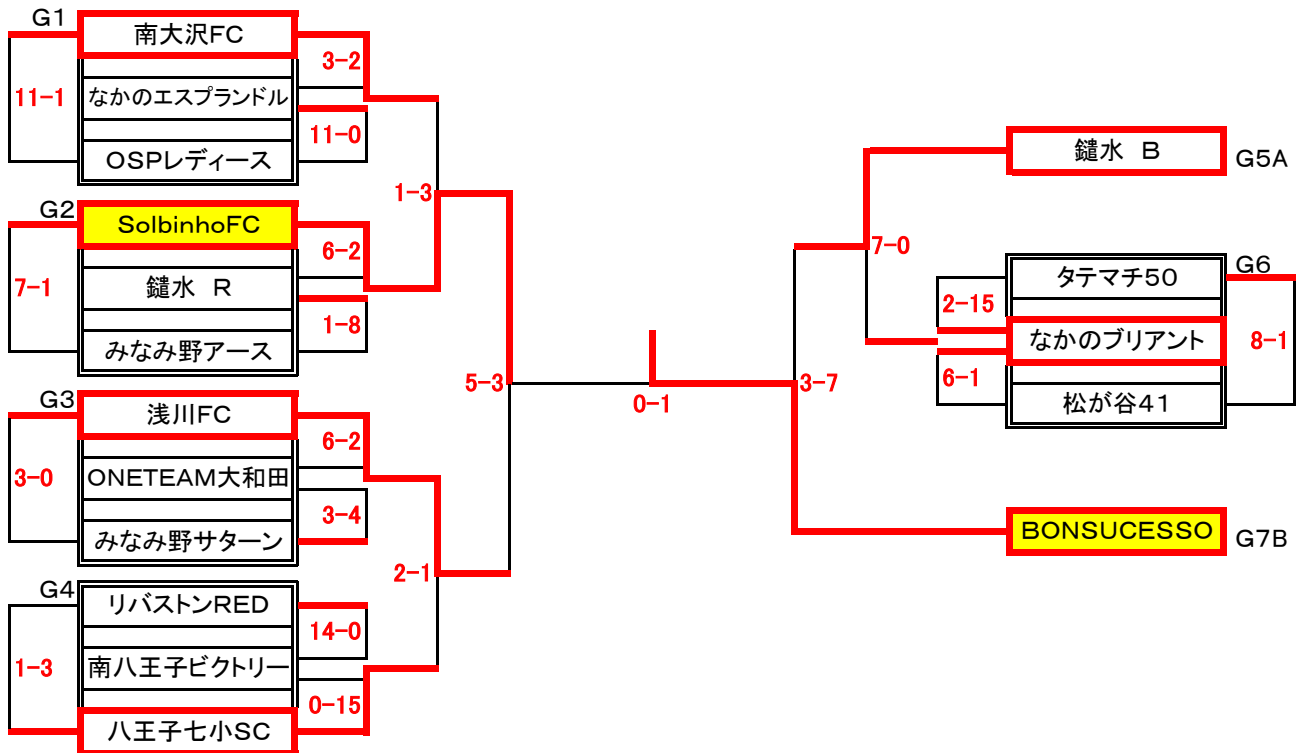 G1
南大沢FC
3-2
11-1
なかのエスプランドル
11-0
OSPレディース
1-3
G2
SolbinhoFC
6-2
7-1
鑓水 R
1-8
みなみ野アース
5-3
G3
浅川FC
6-2
3-0
ONETEAM大和田
3-4
みなみ野サターン
2-1
G4
リバストンRED
14-0
1-3
南八王子ビクトリー
0-15
八王子七小SC
0-1
3-7
鑓水 B
G5A
7-0
タテマチ50
G6
2-15
なかのブリアント
8-1
6-1
松が谷41
BONSUCESSO
G7B